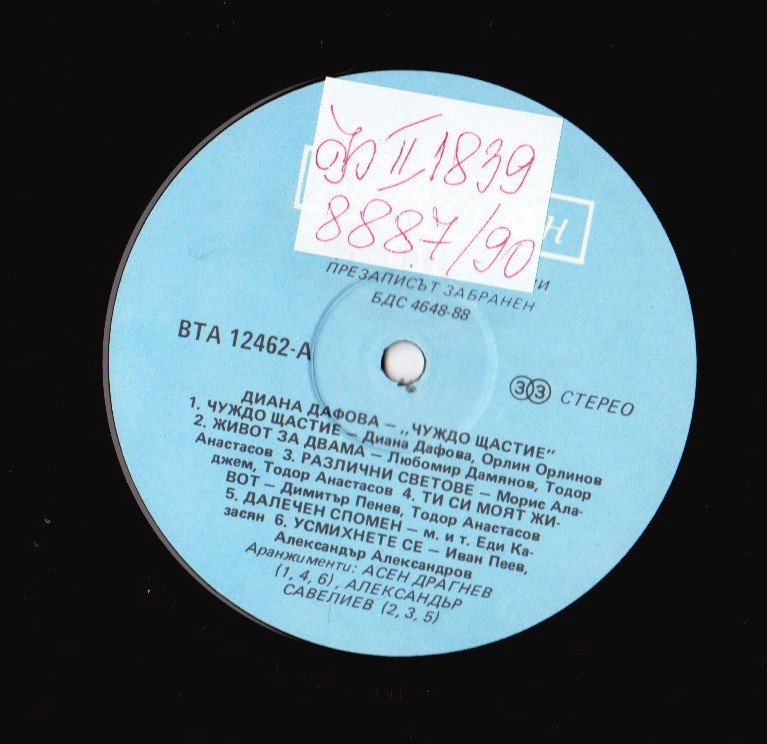 Ф II 1839
8887/90
Н
ПРЕЗАПИСЪТ ЗАБРАНЕН
БДС 4648-88
ВТА 12462-А
33 СТЕРЕО
ДИАНА ДАФОВА – „ЧУЖДО ЩАСТИЕ"
1. ЧУЖДО ЩАСТИЕ – Диана Дафова, Орлин Орлинов
2. ЖИВОТ ЗА ДВАМА – Любомир Дамянов, Тодор
Анастасов 3. РАЗЛИЧНИ СВЕТОВЕ – Морис Ала-
джем, Тодор Анастасов 4. ТИ СИ МОЯТ ЖИ-
ВОТ – Димитър Пенев, Тодор Анастасов
5. ДАЛЕЧЕН СПОМЕН – м. и т. Еди Ка-
засян 6. УСМИХНЕТЕ СЕ – Иван Пеев,
Александър Александров
Аранжименти: АСЕН ДРАГНЕВ
(1, 4, 6), АЛЕКСАНДЪР
САВЕЛИЕВ (2, 3, 5)